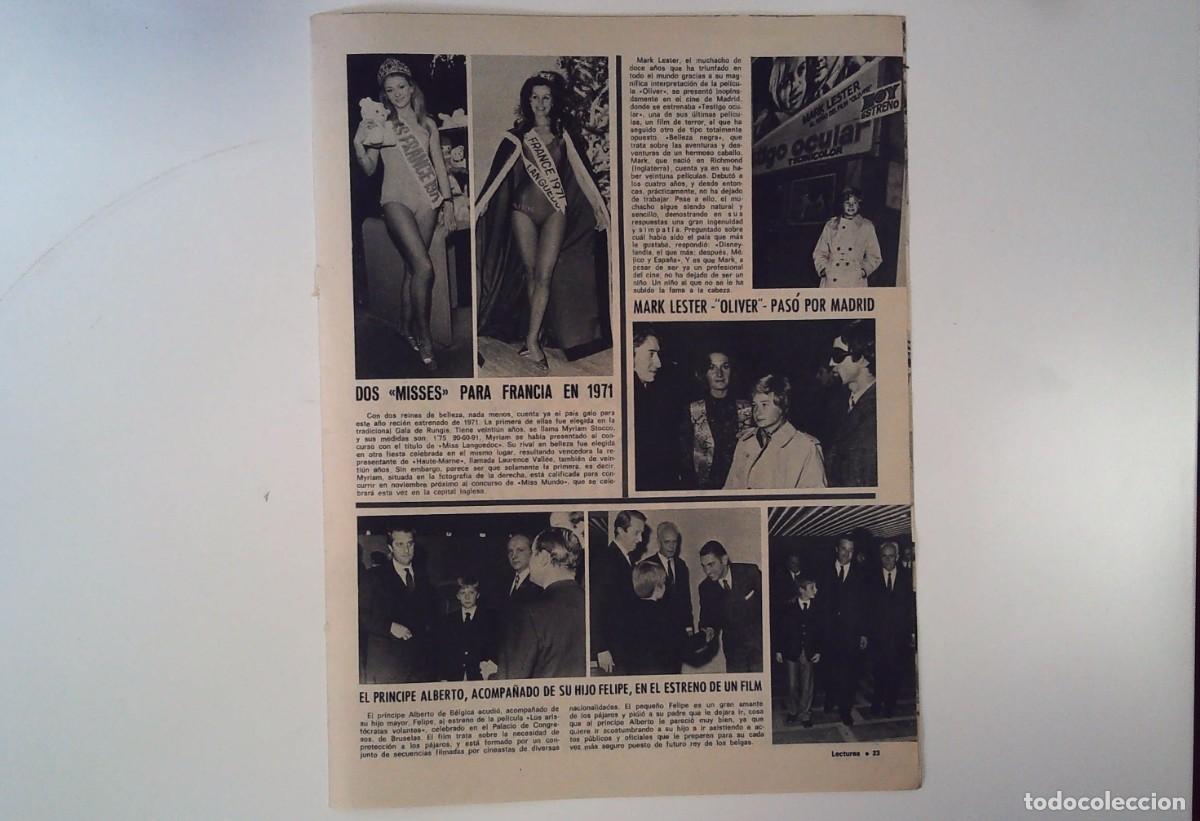 MISS FRANCE 1971
FRANCE 1971
LANGUEDOC
DOS «MISSES» PARA FRANCIA EN 1971
Con dos reinas de belleza, nada menos, cuenta ya el país galo para
este año recién estrenado de 1971. La primera de ellas fue elegida en la
tradicional Gala de Rungis. Tiene veintiún años, se llama Myriam Stocco,
y sus medidas son: 1'75 90-60-91. Myriam se había presentado al con-
curso con el título de «Miss Languedoc». Su rival en belleza fue elegida
en otra fiesta celebrada en el mismo lugar, resultando vencedora la re-
presentante de «Haute-Marne», llamada Laurence Vallée, también de vein-
tiún años. Sin embargo, parece ser que solamente la primera, es decir,
Myriam, situada en la fotografía de la derecha, está calificada para con-
currir en noviembre próximo al concurso de «Miss Mundo», que se cele-
brará esta vez en la capital inglesa.
Mark Lester, el muchacho de
doce años que ha triunfado en
todo el mundo gracias a su mag-
nífica interpretación de la pelícu-
la «Oliver», se presentó inopina-
damente en el cine de Madrid,
donde se estrenaba «Testigo ocu-
lar», una de sus últimas pelícu-
las, un film de terror, al que ha
seguido otro de tipo totalmente
opuesto «Belleza negra», que
trata sobre las aventuras y des-
venturas de un hermoso caballo.
Mark, que nació en Richmond
(Inglaterra), cuenta ya en su ha-
ber veintuna películas. Debutó a
los cuatro años, y desde enton-
ces, prácticamente, no ha dejado
de trabajar. Pese a ello, el mu-
chacho sigue siendo natural y
sencillo, demostrando en sus
respuestas una gran ingenuidad
y simpatía. Preguntado sobre
cuál había sido el país que más
le gustaba, respondió: «Disney-
landia, el que más; después, Mé-
jico y España». Y es que Mark, a
pesar de ser ya un profesional
del cine, no ha dejado de ser un
niño. Un niño al que no se le ha
subido la fama a la cabeza.
MARK LESTER
"OLIVER"
HOY
ESTRENO
testigo ocular
TECHNICOLOR
MARK LESTER -"OLIVER"- PASÓ POR MADRID
EL PRINCIPE ALBERTO, ACOMPAÑADO DE SU HIJO FELIPE, EN EL ESTRENO DE UN FILM
El príncipe Alberto de Bélgica acudió, acompañado de
su hijo mayor, Felipe, al estreno de la película «Los aris-
tócratas volantes», celebrado en el Palacio de Congre-
sos, de Bruselas. El film trata sobre la necesidad de
protección a los pájaros, y está formado por un con-
junto de secuencias filmadas por cineastas de diversas
nacionalidades. El pequeño Felipe es un gran amante
de los pájaros y pidió a su padre que le dejara ir, cosa
que al príncipe Alberto le pareció muy bien, ya que
quiere ir acostumbrando a su hijo a ir asistiendo a ac-
tos públicos y oficiales que le preparen para su cada
vez más seguro puesto de futuro rey de los belgas.
Lecturas • 23
todocoleccion